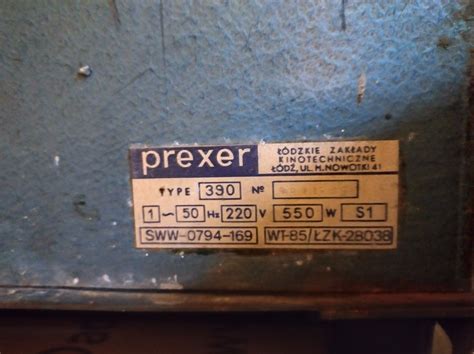 prexer
ŁÓDZKIE ZAKŁADY
KINOTECHNICZNE
ŁÓDŹ, UL. M. NOWOTKI 41
TYPE 390 Nº
1 ~ 50 Hz 220 V 550 W S1
SWW-0794-169 WT-85/ŁZK-28038